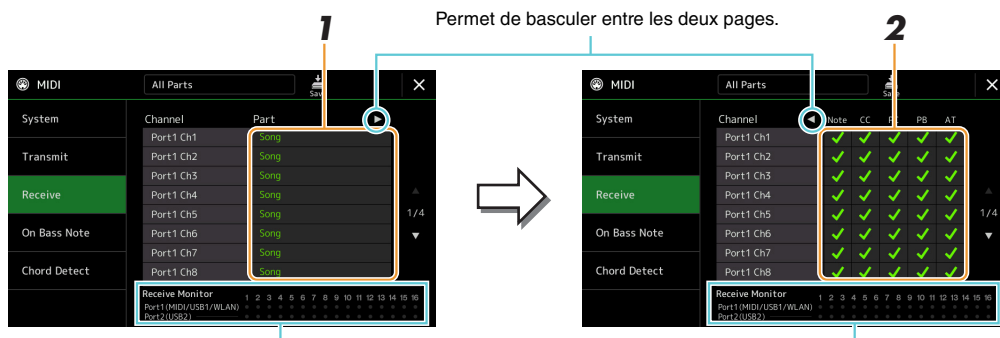 Permet de basculer entre les deux pages.
1
2
MIDI
All Parts
Save
System
Transmit
Receive
On Bass Note
Chord Detect
Channel Part
Port1 Ch1 Song
Port1 Ch2 Song
Port1 Ch3 Song
Port1 Ch4 Song
Port1 Ch5 Song
Port1 Ch6 Song
Port1 Ch7 Song
Port1 Ch8 Song
1/4
Receive Monitor 1 2 3 4 5 6 7 8 9 10 11 12 13 14 15 16
Port1(MIDI/USB1/WLAN)
Port2(USB2)
MIDI
All Parts
Save
System
Transmit
Receive
On Bass Note
Chord Detect
Channel Note CC PC PB AT
Port1 Ch1
Port1 Ch2
Port1 Ch3
Port1 Ch4
Port1 Ch5
Port1 Ch6
Port1 Ch7
Port1 Ch8
1/4
Receive Monitor 1 2 3 4 5 6 7 8 9 10 11 12 13 14 15 16
Port1(MIDI/USB1/WLAN)
Port2(USB2)